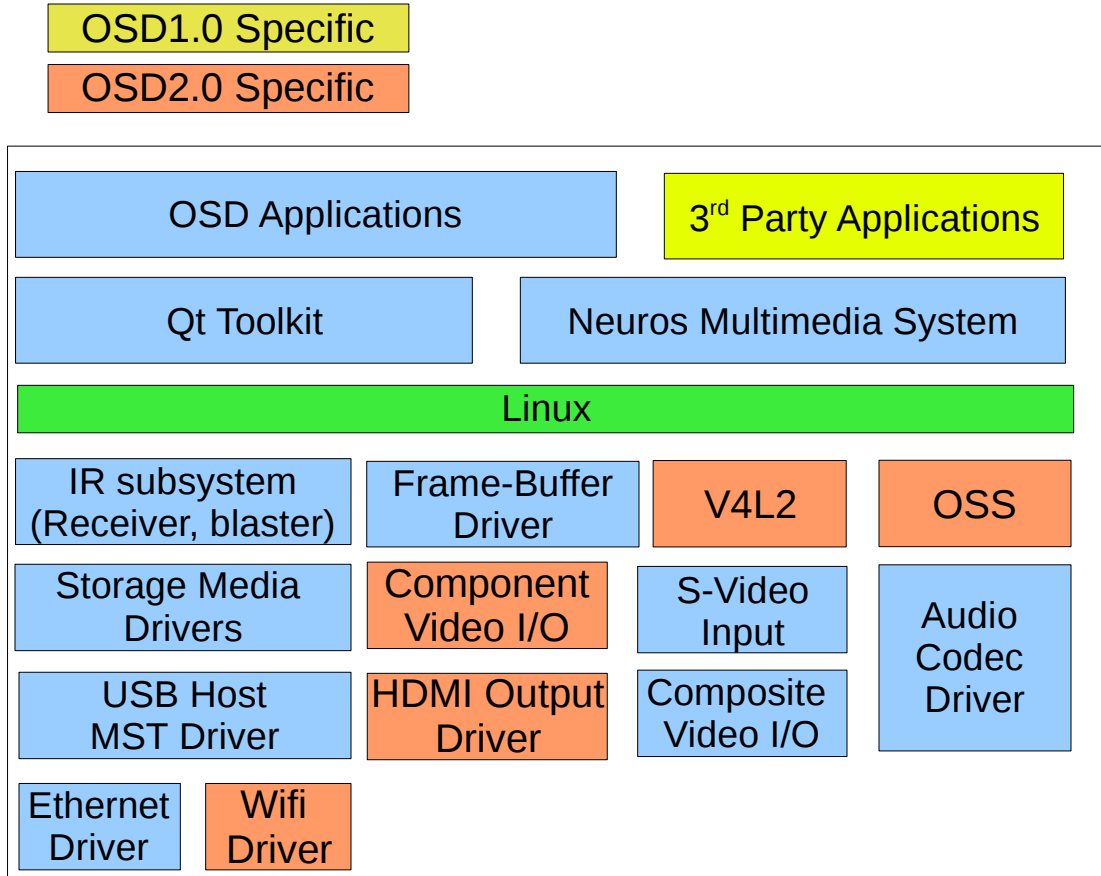 OSD1.0 Specific
OSD2.0 Specific
OSD Applications
3rd Party Applications
Qt Toolkit
Neuros Multimedia System
Linux
IR subsystem
(Receiver, blaster)
Frame-Buffer
Driver
V4L2
OSS
Storage Media
Drivers
Component
Video I/O
S-Video
Input
Audio
Codec
Driver
USB Host
MST Driver
HDMI Output
Driver
Composite
Video I/O
Ethernet
Driver
Wifi
Driver